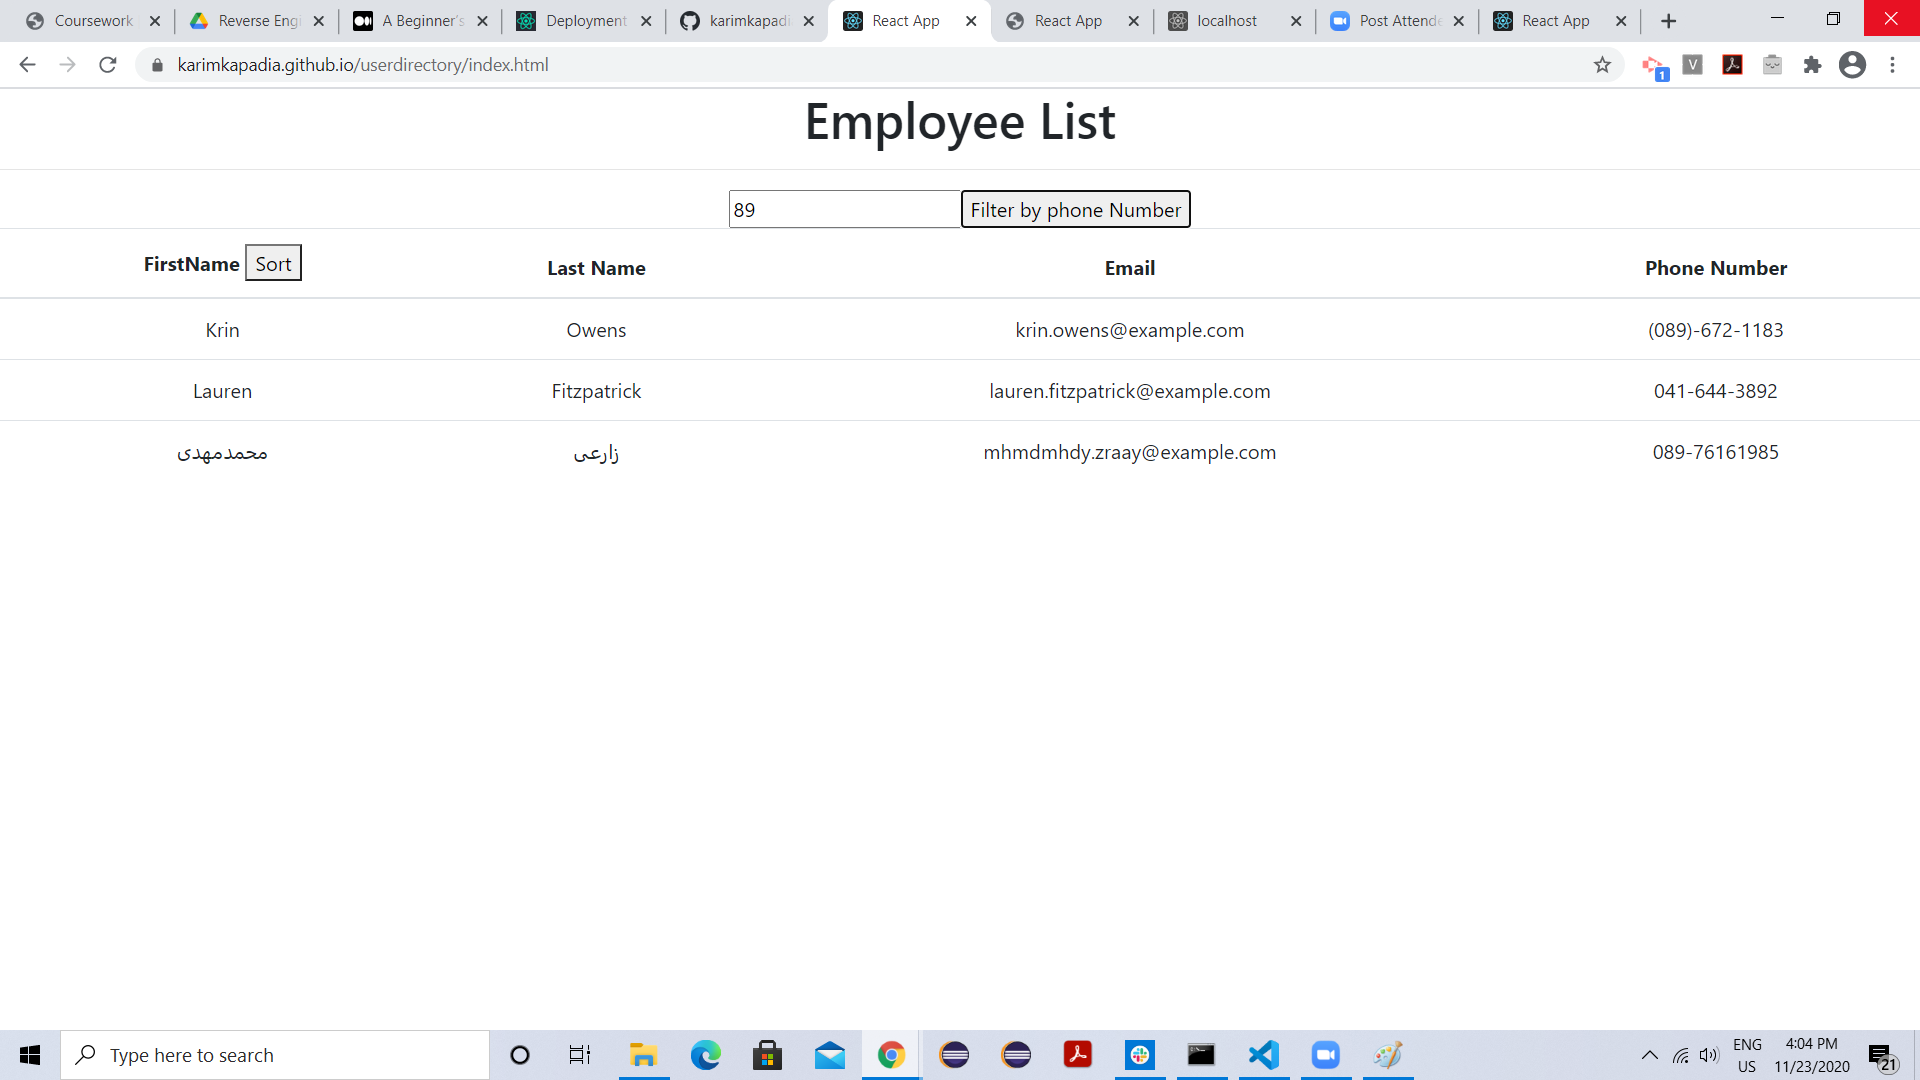 Coursework
Reverse Engi
A Beginner's
Deployment
karimkapadi
React App
React App
localhost
Post Attende
React App
karimkapadia.github.io/userdirectory/index.html
1
V
Employee List
89
Filter by phone Number
FirstName Sort Last Name Email Phone Number
Krin Owens krin.owens@example.com (089)-672-1183
Lauren Fitzpatrick lauren.fitzpatrick@example.com 041-644-3892
محمدمهدی زارعی mhmdmhdy.zraay@example.com 089-76161985
Type here to search
ENG
US
4:04 PM
11/23/2020
21